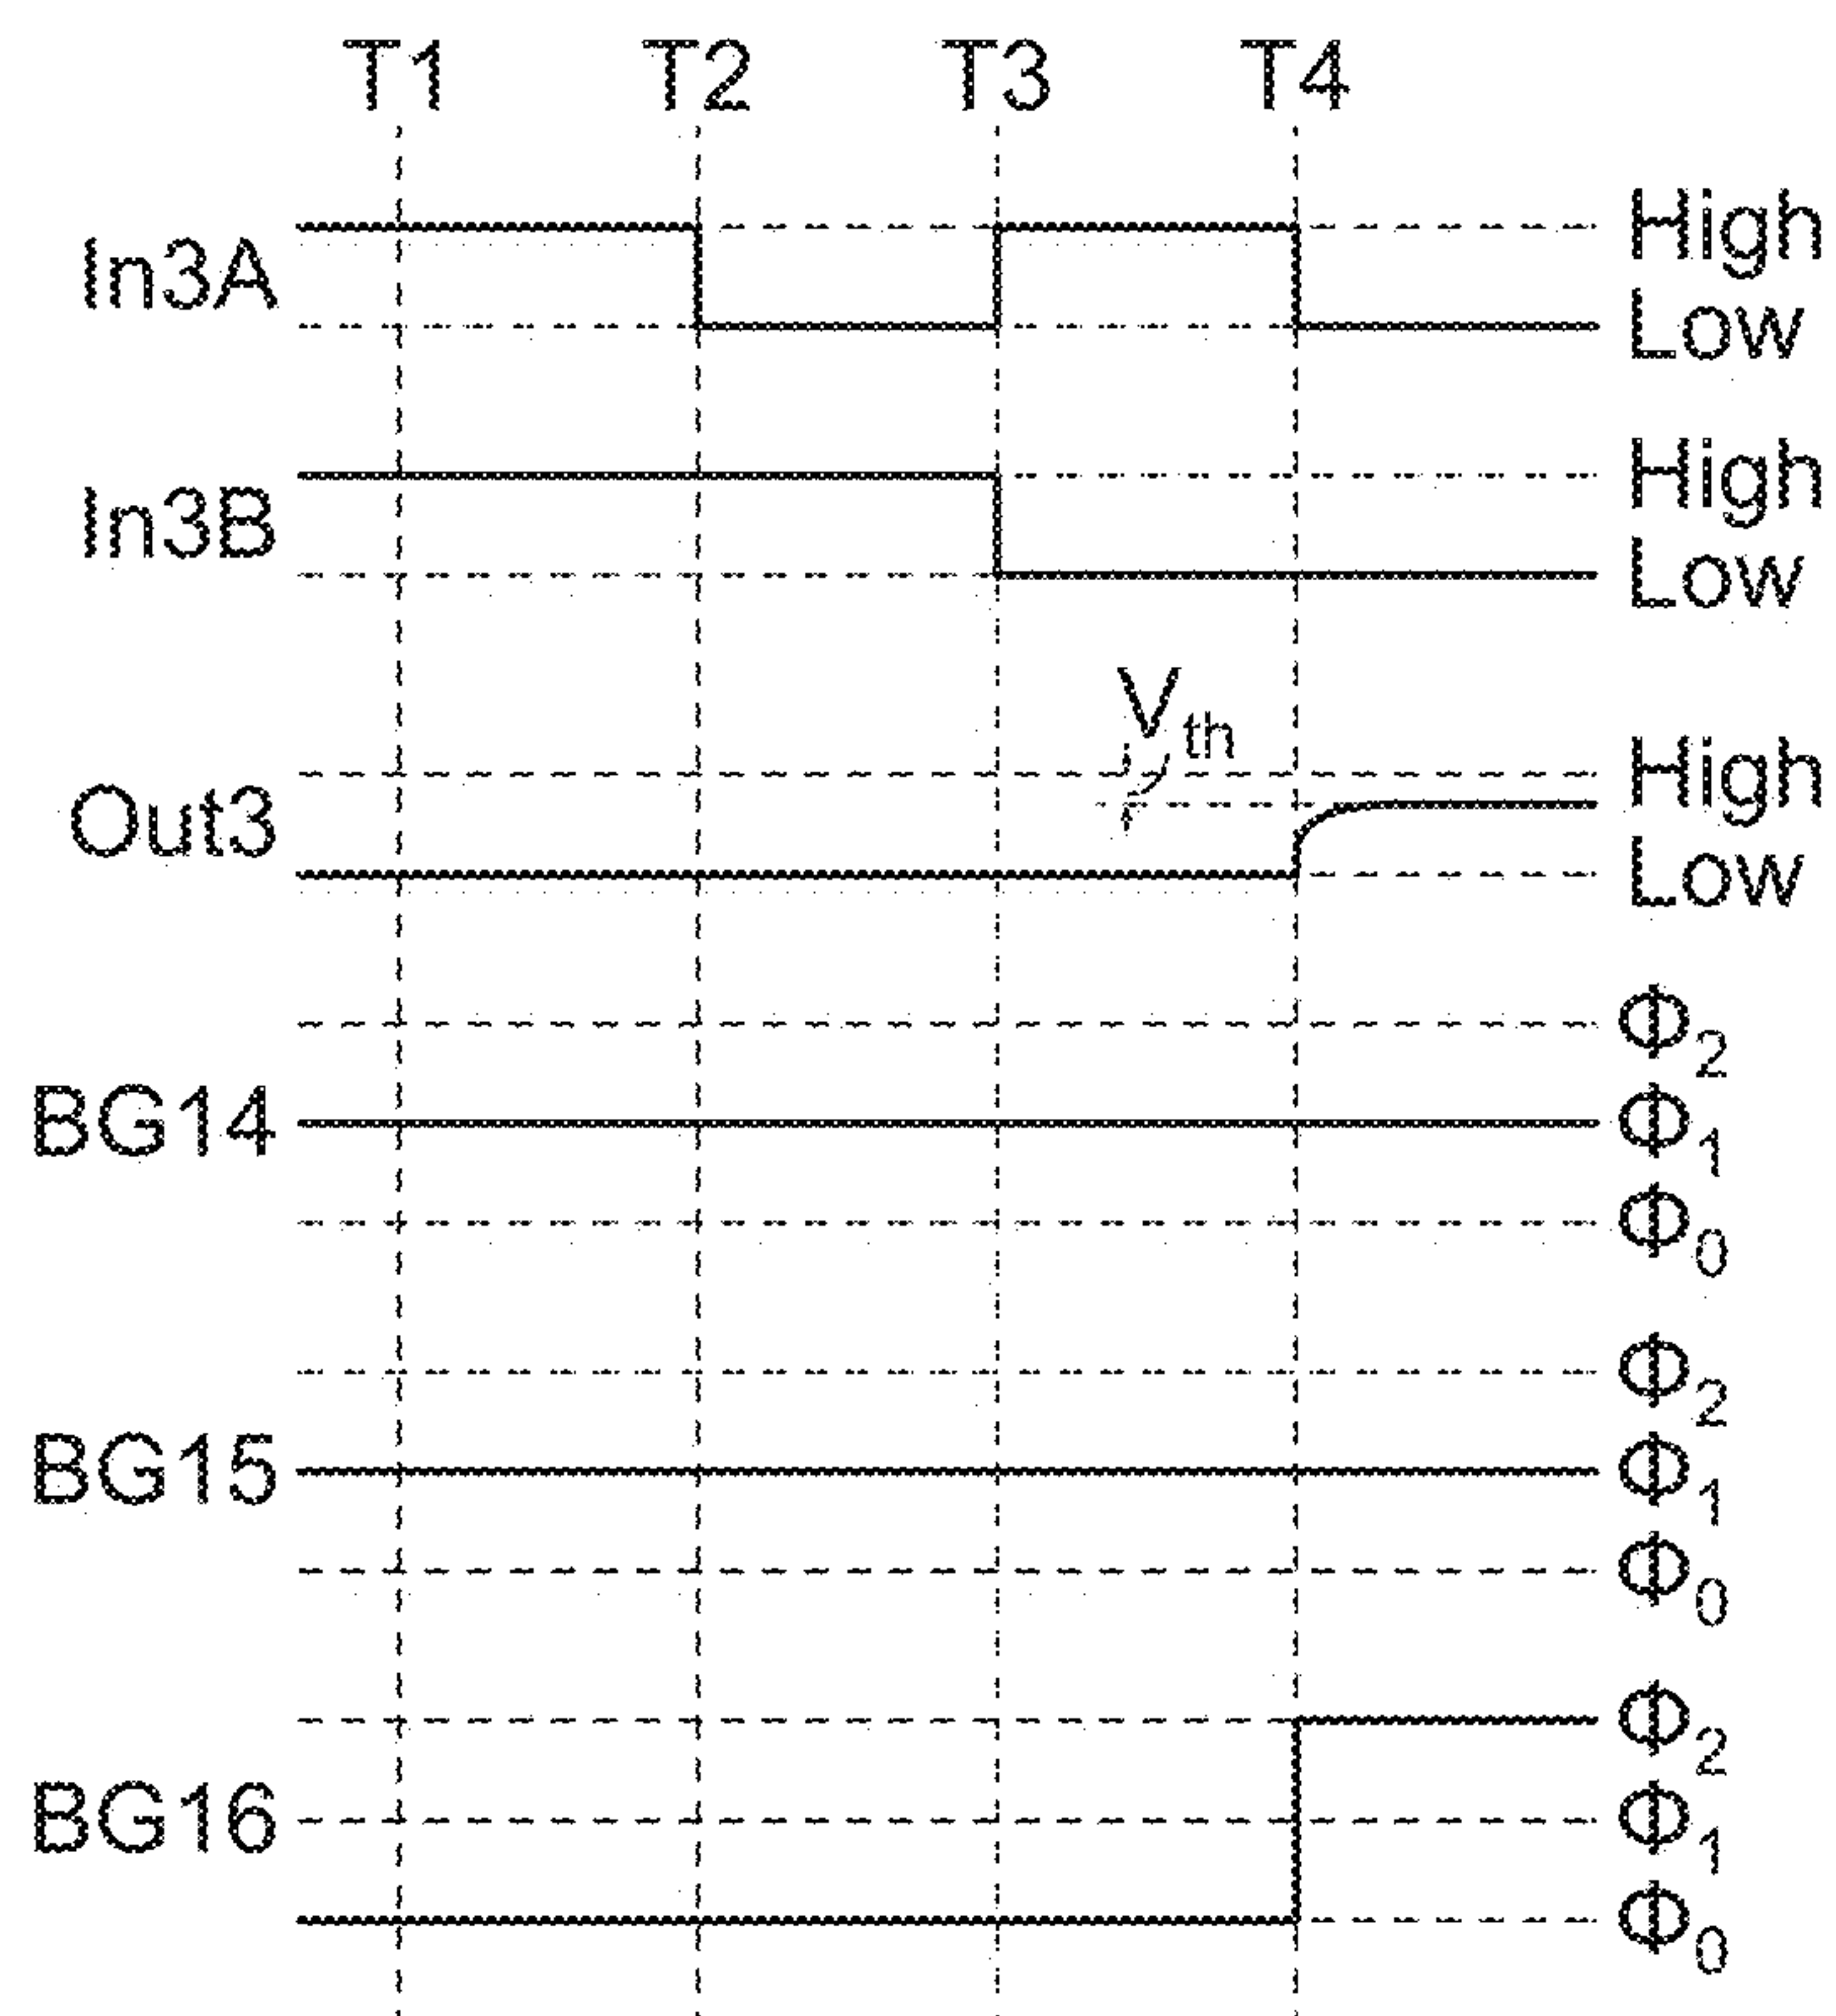 T1 T2 T3 T4
In3A High
Low
In3B High
Low
Vth
Out3 High
Low
Φ2
BG14 Φ1
Φ0
Φ2
BG15 Φ1
Φ0
Φ2
BG16 Φ1
Φ0